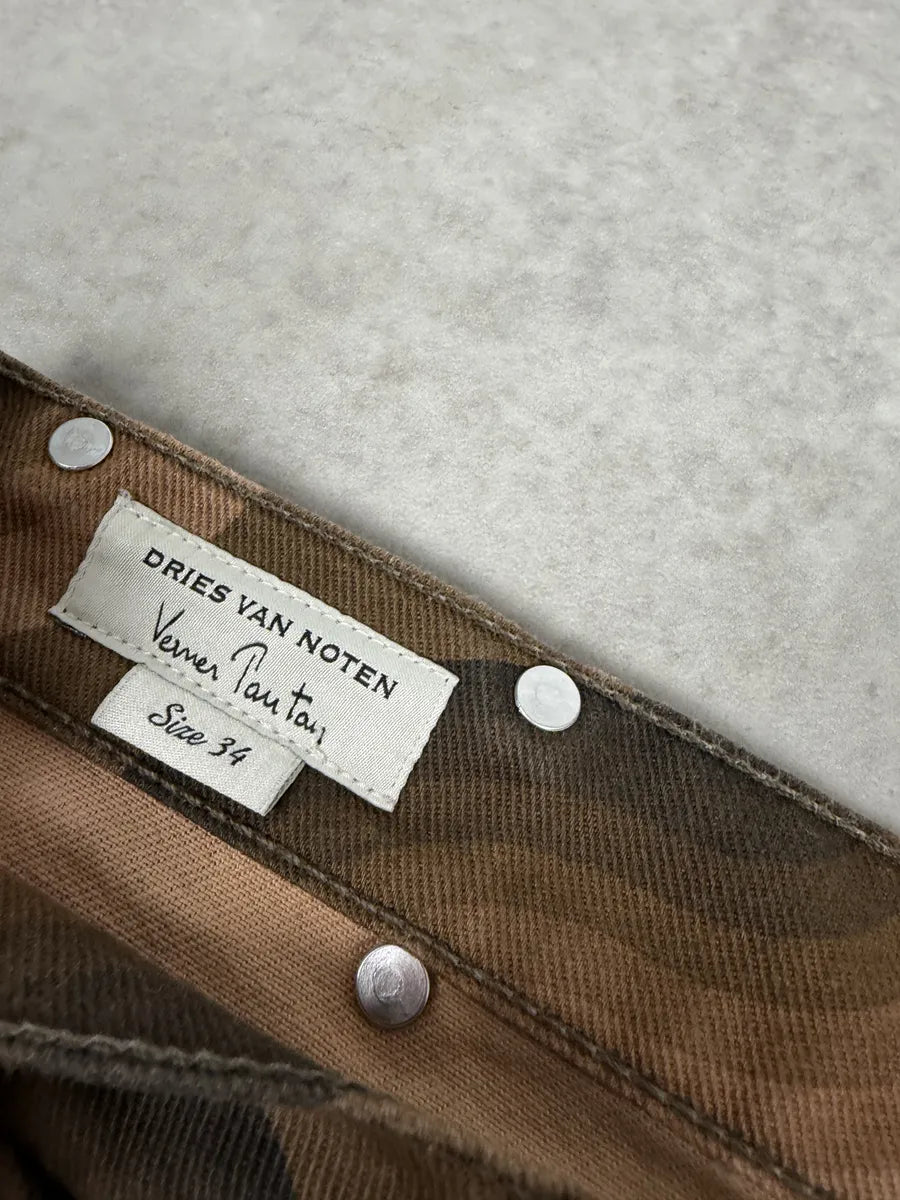 DRIES VAN NOTEN
Verner Panton
Size 34